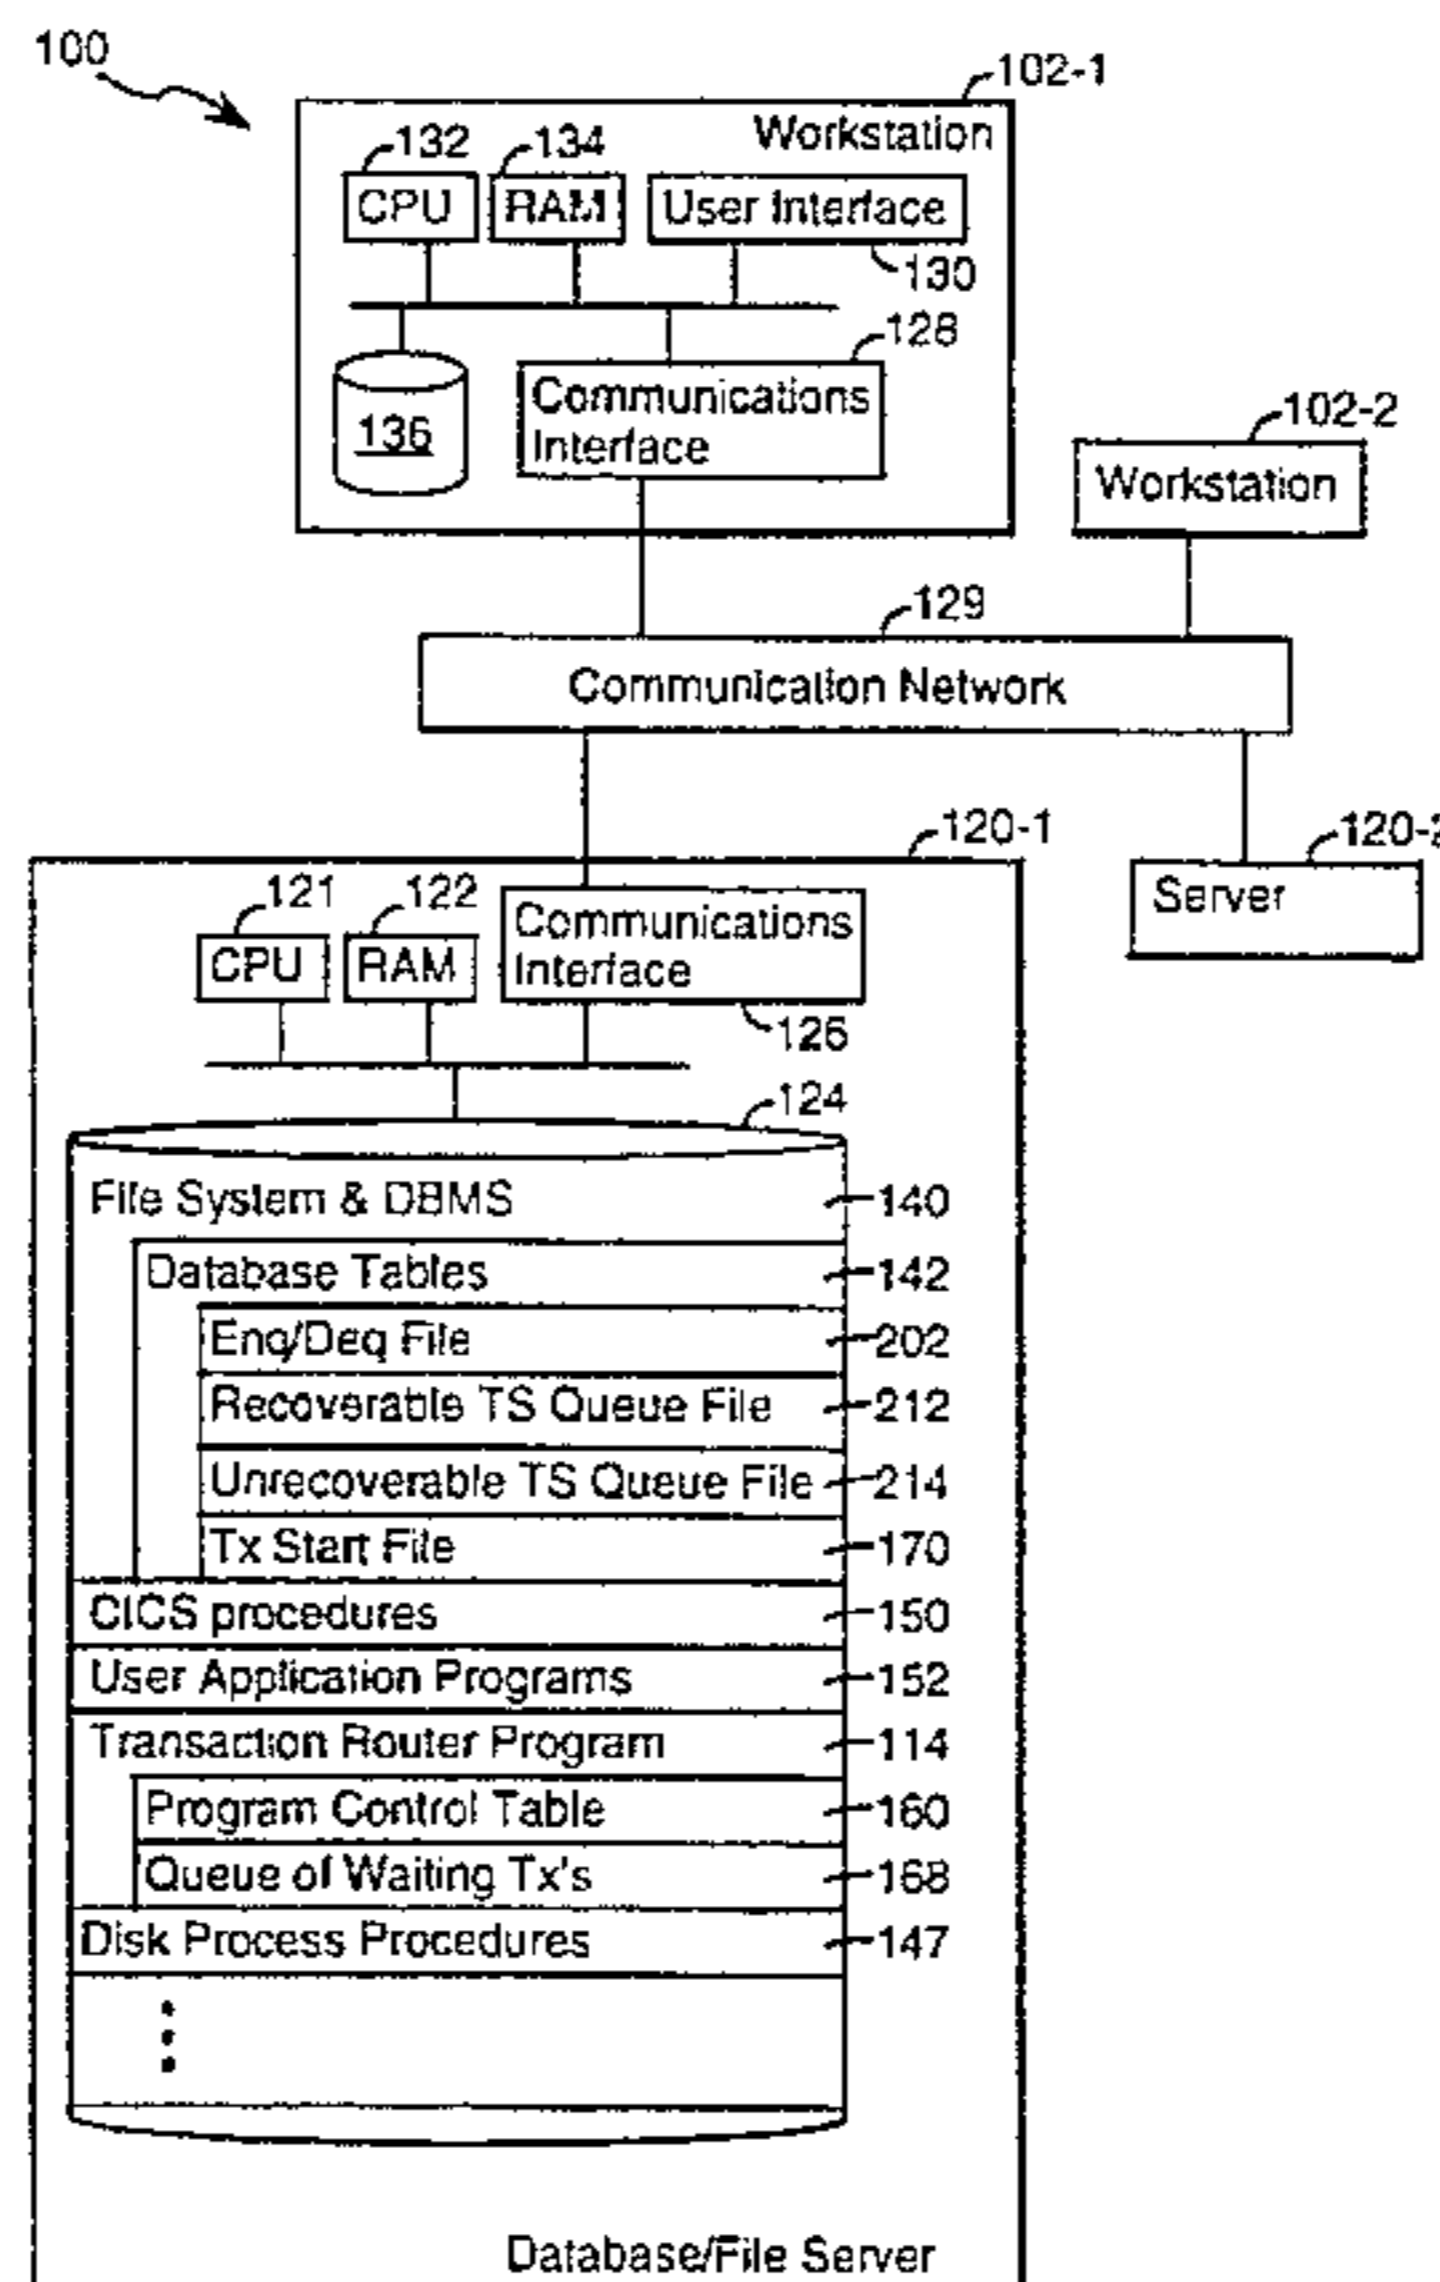 100
102-1
Workstation
132
134
CPU
RAM
User Interface
130
128
136
Communications
Interface
102-2
Workstation
129
Communication Network
120-1
120-2
121
122
Communications
Interface
CPU
RAM
Server
126
124
File System & DBMS
140
Database Tables
142
Enq/Deq File
202
Recoverable TS Queue File
212
Unrecoverable TS Queue File
214
Tx Start File
170
CICS procedures
150
User Application Programs
152
Transaction Router Program
114
Program Control Table
160
Queue of Waiting Tx's
168
Disk Process Procedures
147
Database/File Server